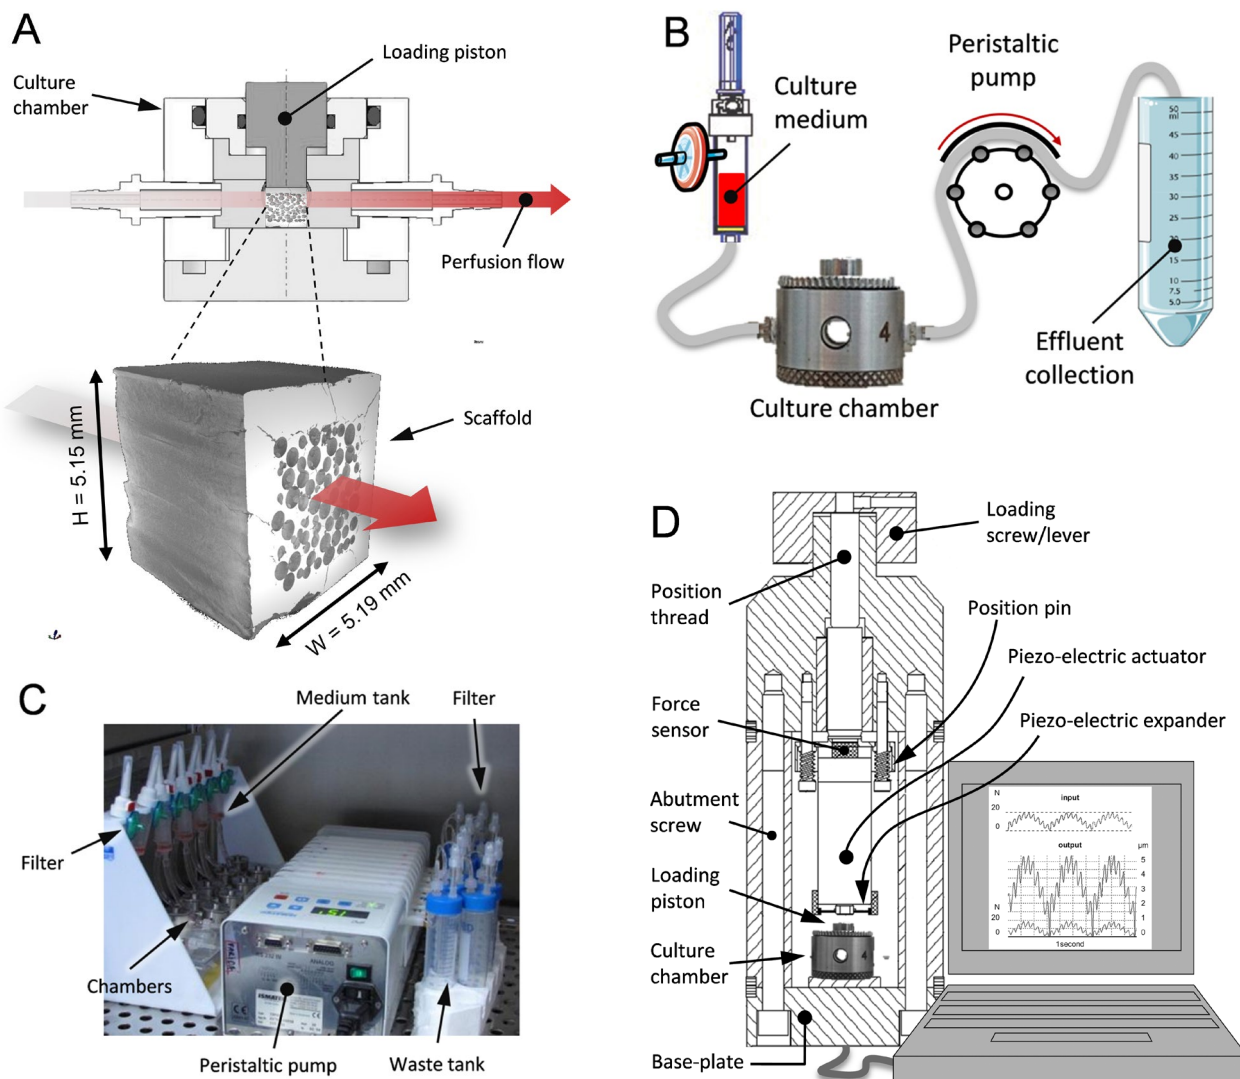 A
Loading piston
Culture
chamber
Perfusion flow
Scaffold
H = 5.15 mm
W = 5.19 mm
B
Culture
medium
Peristaltic
pump
50
ml
45
40
35
30
25
20
15
10
7.5
5.0
4
Effluent
collection
Culture chamber
C
Medium tank
Filter
Filter
Chambers
ANALOG
ISMATEC
Peristaltic pump
Waste tank
D
Loading
screw/lever
Position
thread
Position pin
Piezo-electric actuator
Force
sensor
Piezo-electric expander
Abutment
screw
Loading
piston
Culture
chamber
4
Base-plate
N
20
0
input
output
µm
5
4
3
2
1
0
N
20
0
1second